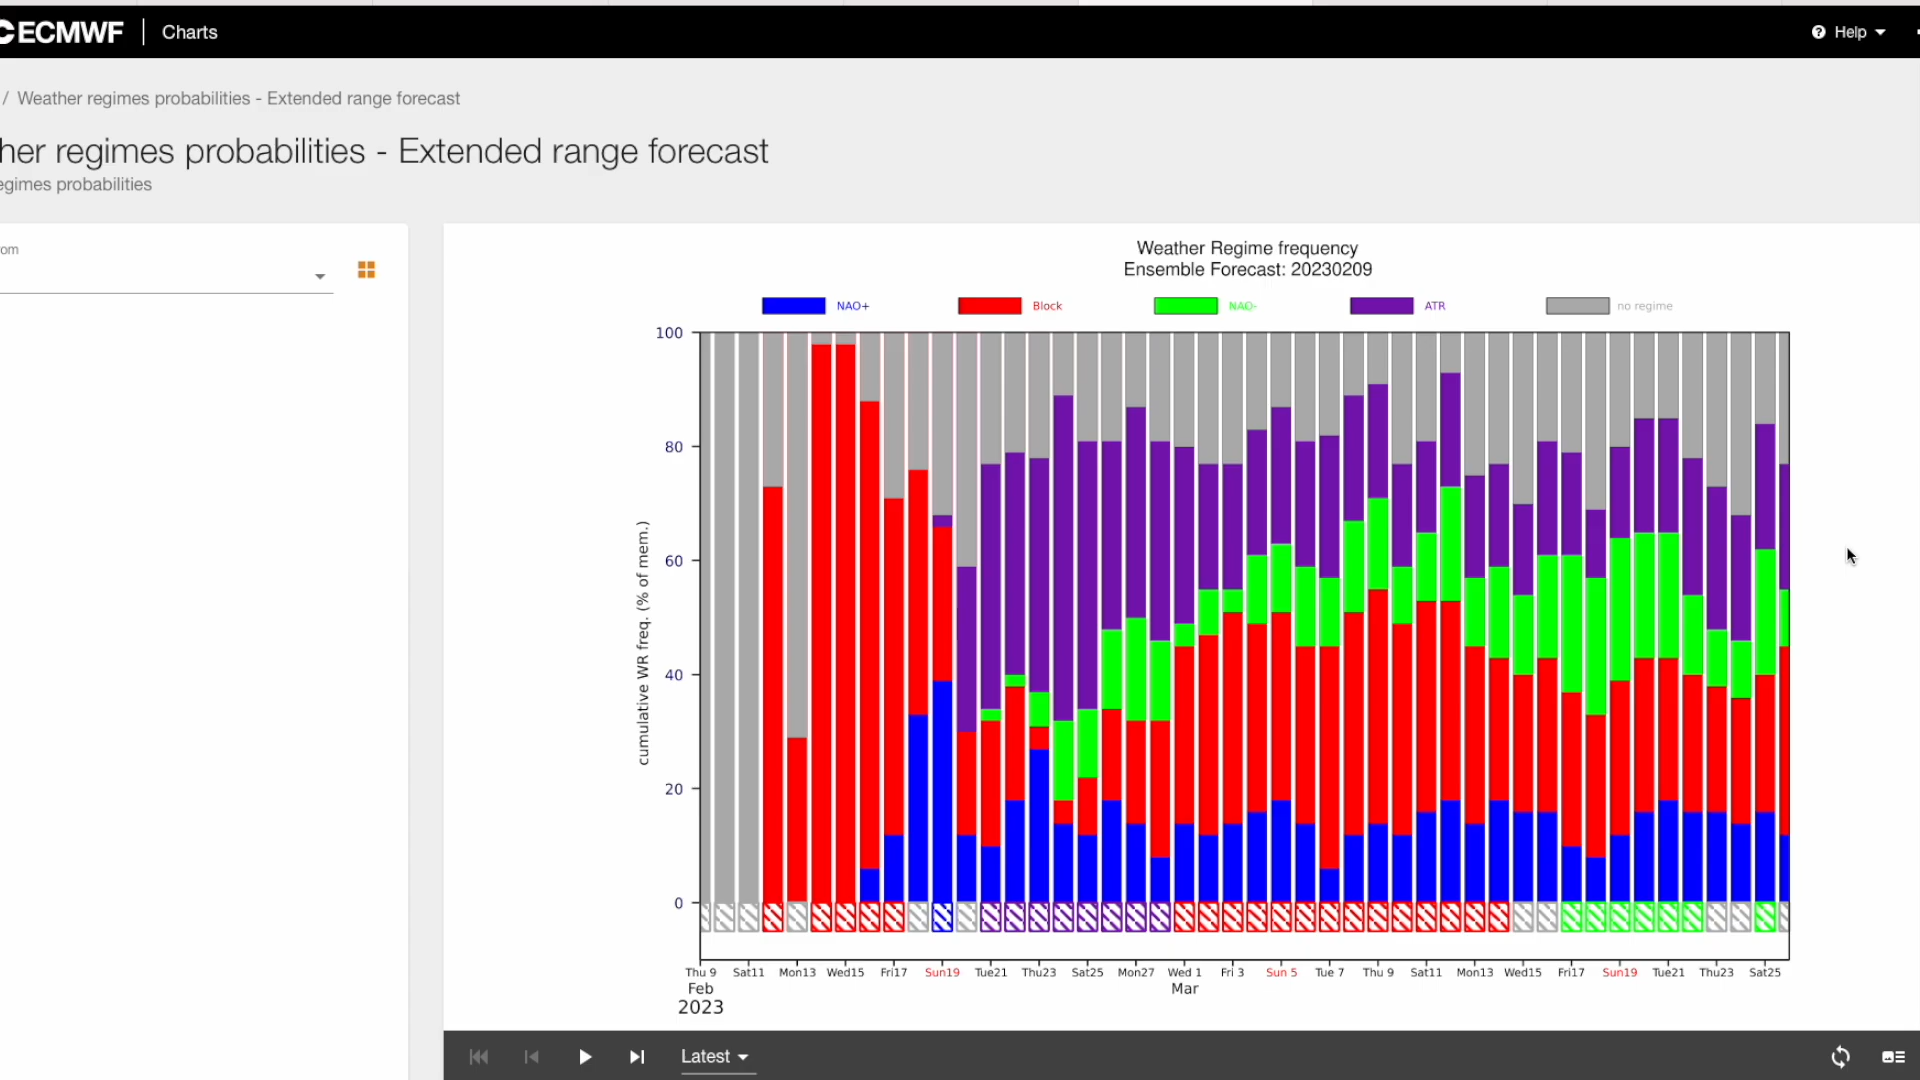 ECMWF Charts Help
/ Weather regimes probabilities - Extended range forecast
her regimes probabilities - Extended range forecast
egimes probabilities
om
Weather Regime frequency
Ensemble Forecast: 20230209
NAO+ Block NAO- ATR no regime
100
80
60
40
20
0
cumulative WR freq. (% of mem.)
Thu 9 Sat11 Mon13 Wed15 Fri17 Sun19 Tue21 Thu23 Sat25 Mon27 Wed 1 Fri 3 Sun 5 Tue 7 Thu 9 Sat11 Mon13 Wed15 Fri17 Sun19 Tue21 Thu23 Sat25
Feb Mar
2023
Latest